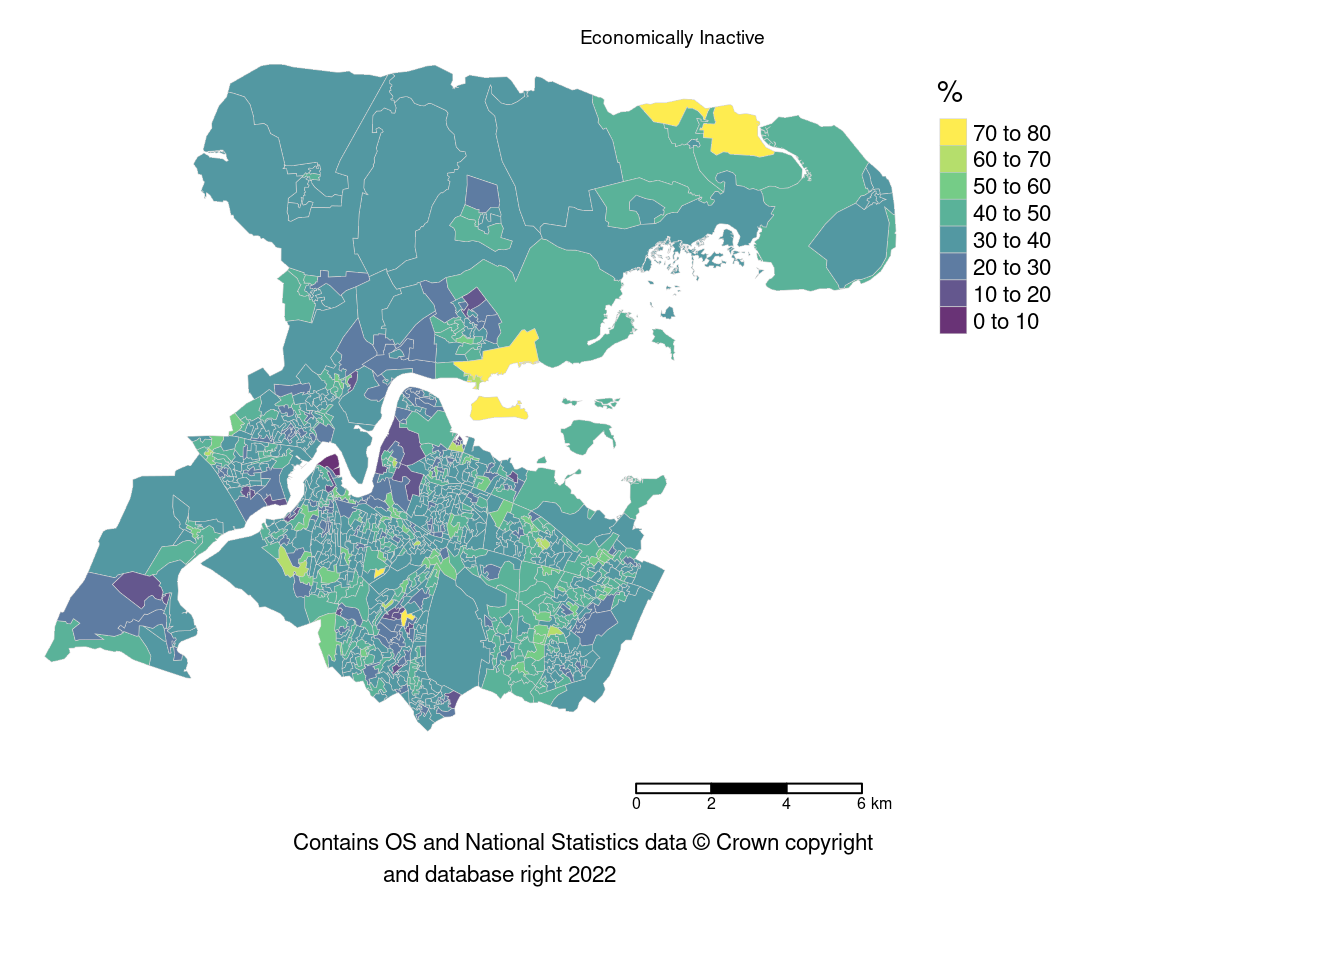 Economically Inactive
%
70 to 80
60 to 70
50 to 60
40 to 50
30 to 40
20 to 30
10 to 20
0 to 10
0 2 4 6 km
Contains OS and National Statistics data © Crown copyright
and database right 2022